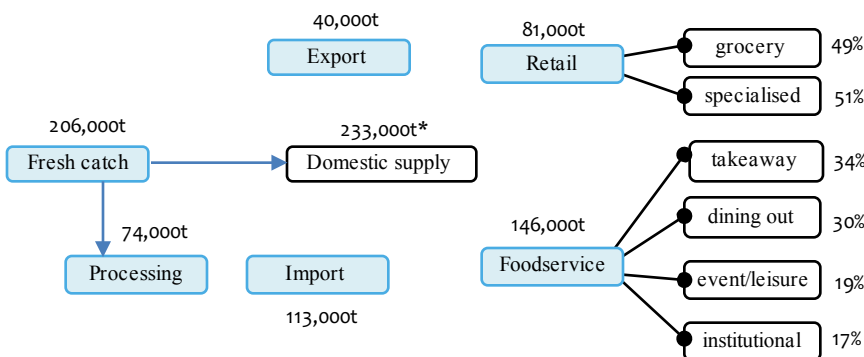 40,000t
Export
81,000t
Retail
grocery
49%
specialised
51%
206,000t
Fresh catch
233,000t*
Domestic supply
takeaway
34%
dining out
30%
74,000t
Processing
Import
113,000t
146,000t
Foodservice
event/leisure
19%
institutional
17%